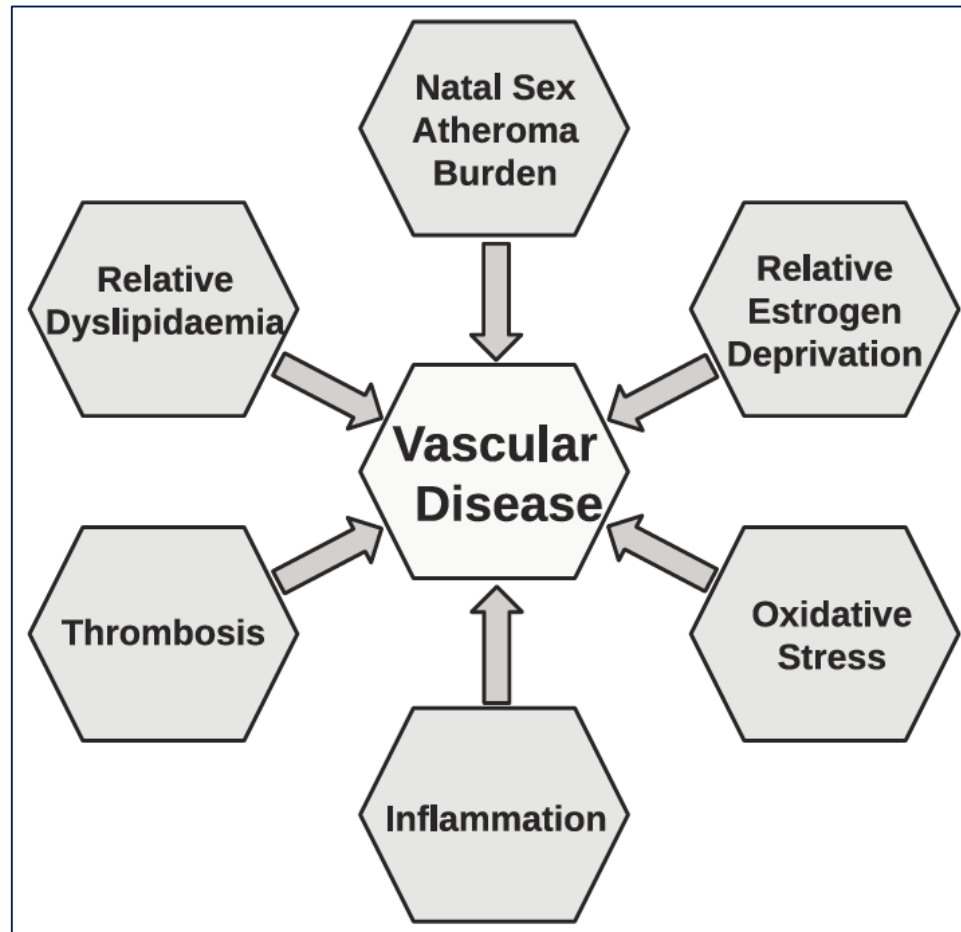 Natal Sex
Atheroma
Burden
Relative
Dyslipidaemia
Relative
Estrogen
Deprivation
Vascular
Disease
Thrombosis
Oxidative
Stress
Inflammation